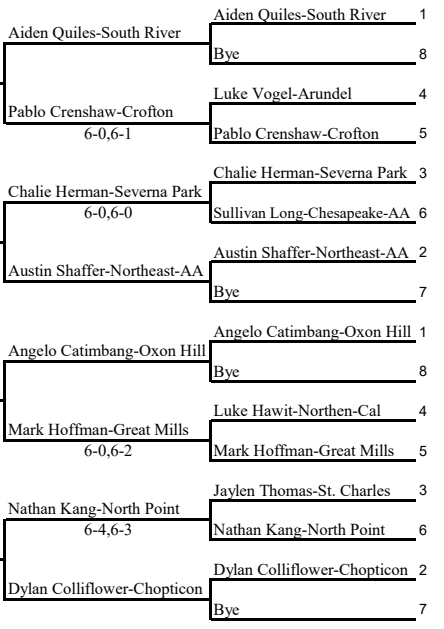 Aiden Quiles-South River 1
Aiden Quiles-South River
Bye 8
Luke Vogel-Arundel 4
Pablo Crenshaw-Crofton
6-0,6-1
Pablo Crenshaw-Crofton 5
Chalie Herman-Severna Park 3
Chalie Herman-Severna Park
6-0,6-0
Sullivan Long-Chesapeake-AA 6
Austin Shaffer-Northeast-AA 2
Austin Shaffer-Northeast-AA
Bye 7
Angelo Catimbang-Oxon Hill 1
Angelo Catimbang-Oxon Hill
Bye 8
Luke Hawit-Northen-Cal 4
Mark Hoffman-Great Mills
6-0,6-2
Mark Hoffman-Great Mills 5
Jaylen Thomas-St. Charles 3
Nathan Kang-North Point
6-4,6-3
Nathan Kang-North Point 6
Dylan Colliflower-Chopticon 2
Dylan Colliflower-Chopticon
Bye 7